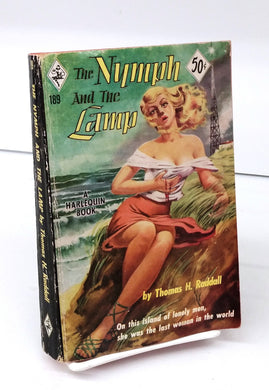 The Nymph
And The
Lamp
50¢
189
A
HARLEQUIN
BOOK
by Thomas H. Raddall
On this Island of lonely men,
she was the last woman in the world
THE NYMPH AND THE LAMP by Thomas H. Raddall